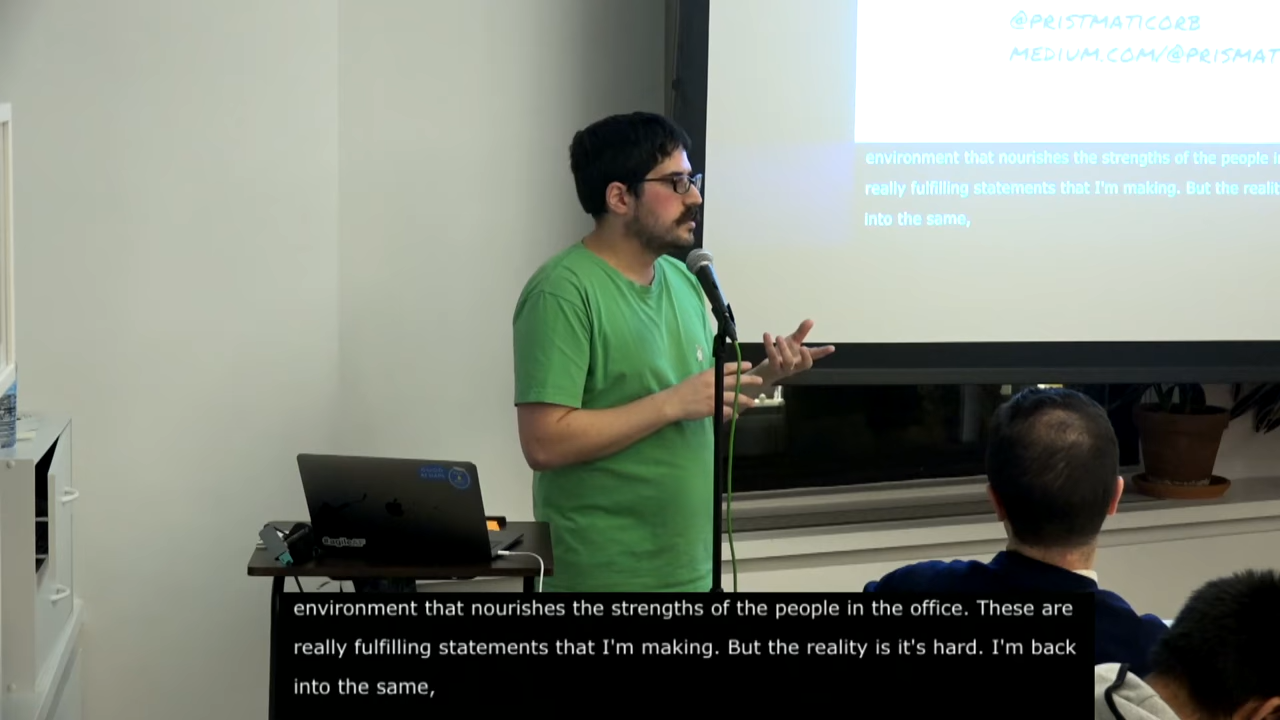 @PRISTMATICORB
MEDIUM.COM/@PRISMAT
environment that nourishes the strengths of the people i
really fulfilling statements that I'm making. But the realit
into the same,
@agile
environment that nourishes the strengths of the people in the office. These are
really fulfilling statements that I'm making. But the reality is it's hard. I'm back
into the same,